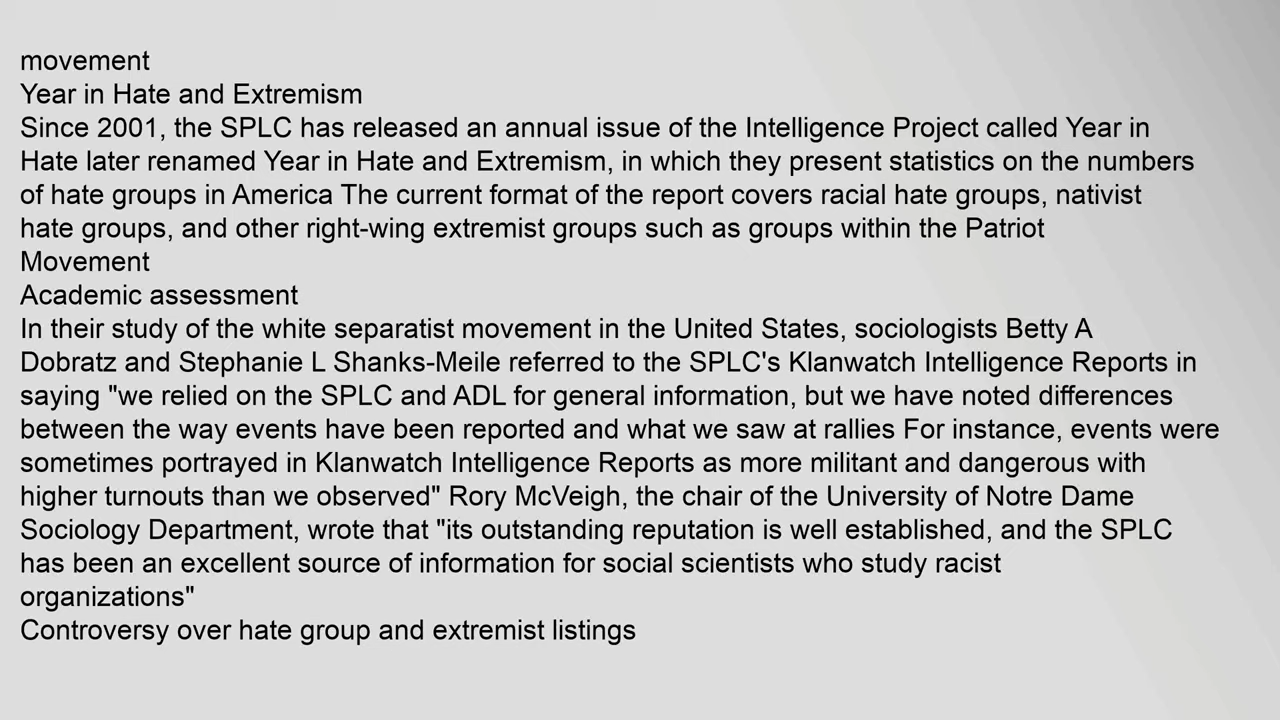 movement
Year in Hate and Extremism
Since 2001, the SPLC has released an annual issue of the Intelligence Project called Year in
Hate later renamed Year in Hate and Extremism, in which they present statistics on the numbers
of hate groups in America The current format of the report covers racial hate groups, nativist
hate groups, and other right-wing extremist groups such as groups within the Patriot
Movement
Academic assessment
In their study of the white separatist movement in the United States, sociologists Betty A
Dobratz and Stephanie L Shanks-Meile referred to the SPLC's Klanwatch Intelligence Reports in
saying "we relied on the SPLC and ADL for general information, but we have noted differences
between the way events have been reported and what we saw at rallies For instance, events were
sometimes portrayed in Klanwatch Intelligence Reports as more militant and dangerous with
higher turnouts than we observed" Rory McVeigh, the chair of the University of Notre Dame
Sociology Department, wrote that "its outstanding reputation is well established, and the SPLC
has been an excellent source of information for social scientists who study racist
organizations"
Controversy over hate group and extremist listings